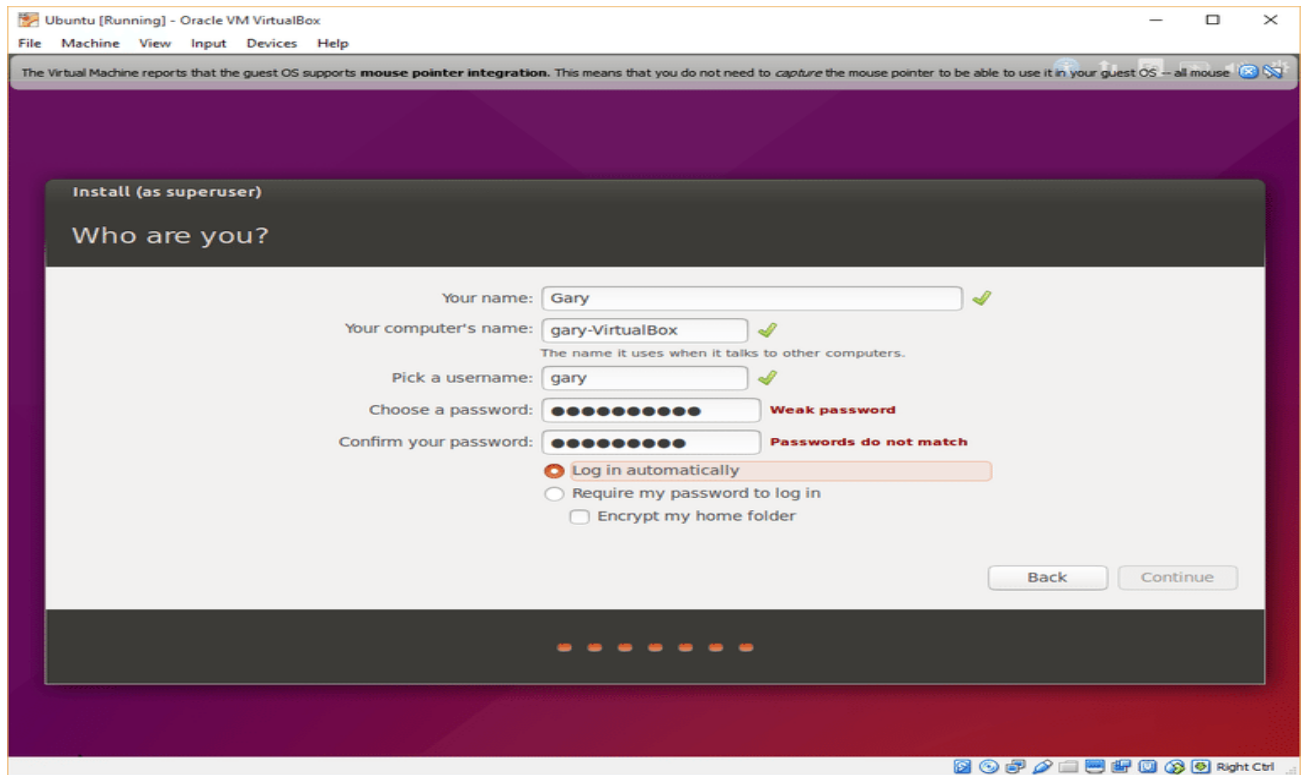 Ubuntu [Running] - Oracle VM VirtualBox
File Machine View Input Devices Help
The Virtual Machine reports that the guest OS supports mouse pointer integration. This means that you do not need to capture the mouse pointer to be able to use it in your guest OS -- all mouse
Install (as superuser)
Who are you?
Your name: Gary
Your computer's name: gary-VirtualBox
The name it uses when it talks to other computers.
Pick a username: gary
Choose a password: ●●●●●●●●●● Weak password
Confirm your password: ●●●●●●●●● Passwords do not match
Log in automatically
Require my password to log in
Encrypt my home folder
Back Continue
Right Ctrl